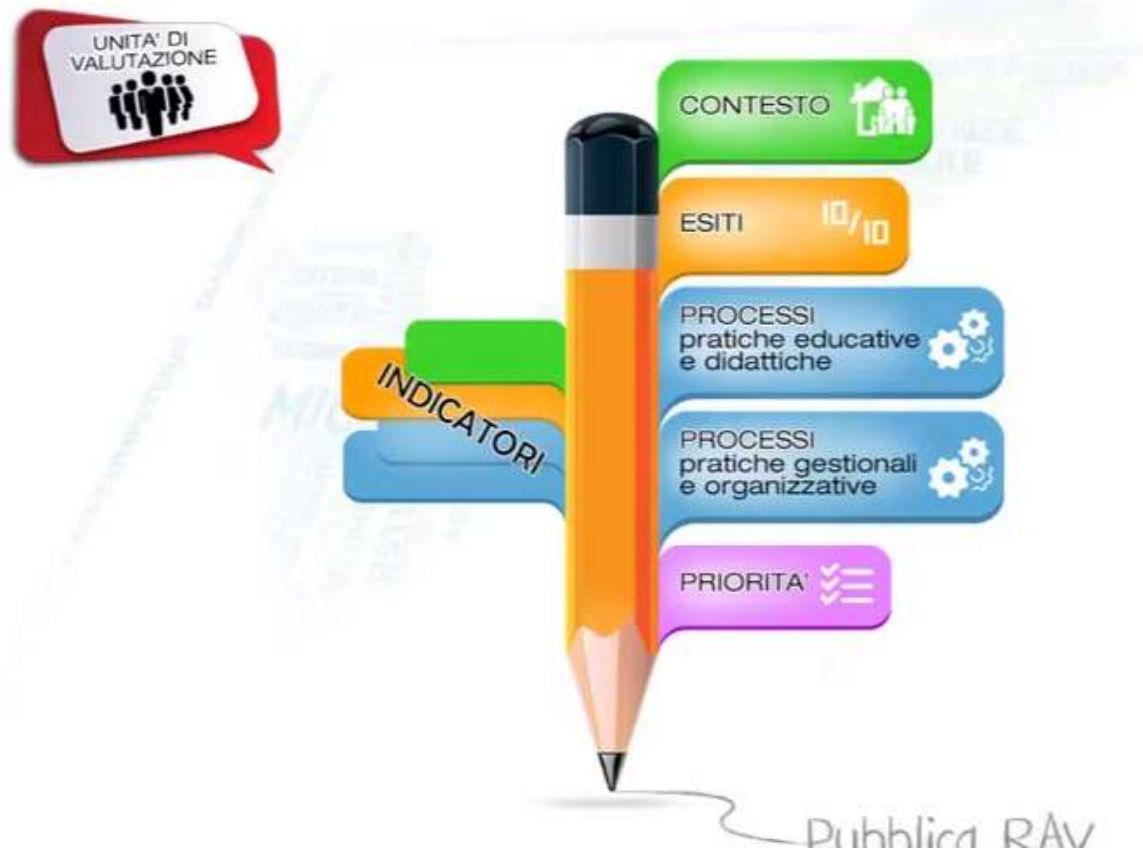 UNITA' DI
VALUTAZIONE
CONTESTO
ESITI
10/10
PROCESSI
pratiche educative
e didattiche
INDICATORI
PROCESSI
pratiche gestionali
e organizzative
PRIORITA'
Pubblica RAV